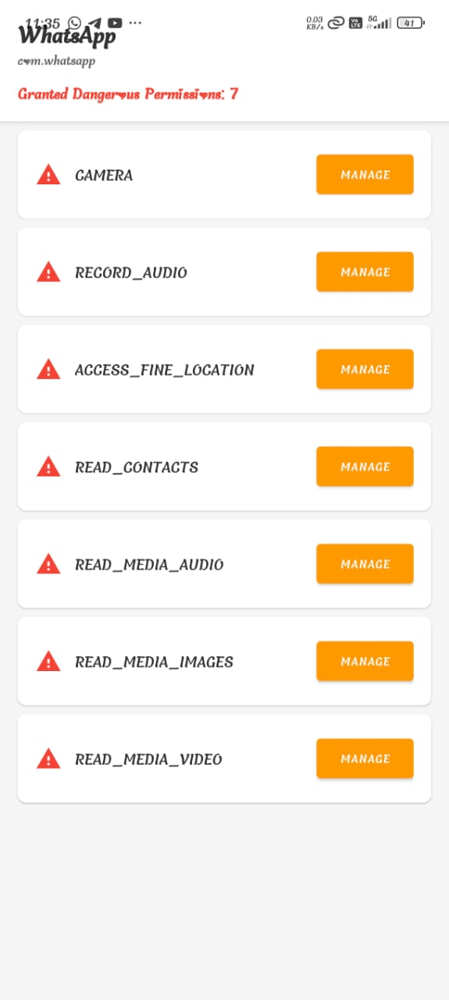 11:35 ...
0.03 KB/s VoLTE 5G 41
WhatsApp
com.whatsapp
Granted Dangerous Permissions: 7
CAMERA
MANAGE
RECORD_AUDIO
MANAGE
ACCESS_FINE_LOCATION
MANAGE
READ_CONTACTS
MANAGE
READ_MEDIA_AUDIO
MANAGE
READ_MEDIA_IMAGES
MANAGE
READ_MEDIA_VIDEO
MANAGE